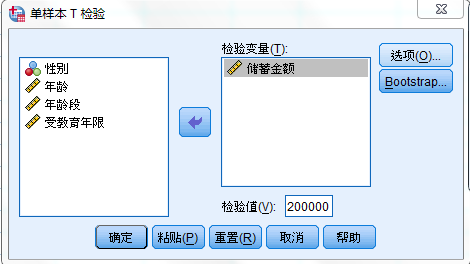 单样本 T 检验
检验变量(T):
性别
年龄
年龄段
受教育年限
储蓄金额
选项(O)...
Bootstrap...
检验值(V): 200000
确定 粘贴(P) 重置(R) 取消 帮助